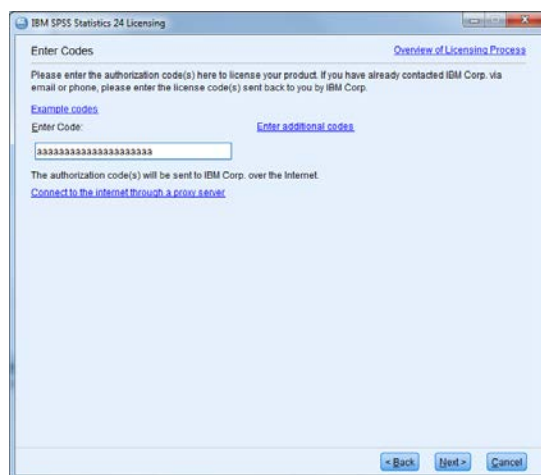 IBM SPSS Statistics 24 Licensing
Enter Codes
Overview of Licensing Process
Please enter the authorization code(s) here to license your product. If you have already contacted IBM Corp. via
email or phone, please enter the license code(s) sent back to you by IBM Corp.
Example codes
Enter Code:
Enter additional codes
aaaaaaaaaaaaaaaaaaaaa
The authorization code(s) will be sent to IBM Corp. over the Internet.
Connect to the internet through a proxy server
< Back
Next >
Cancel